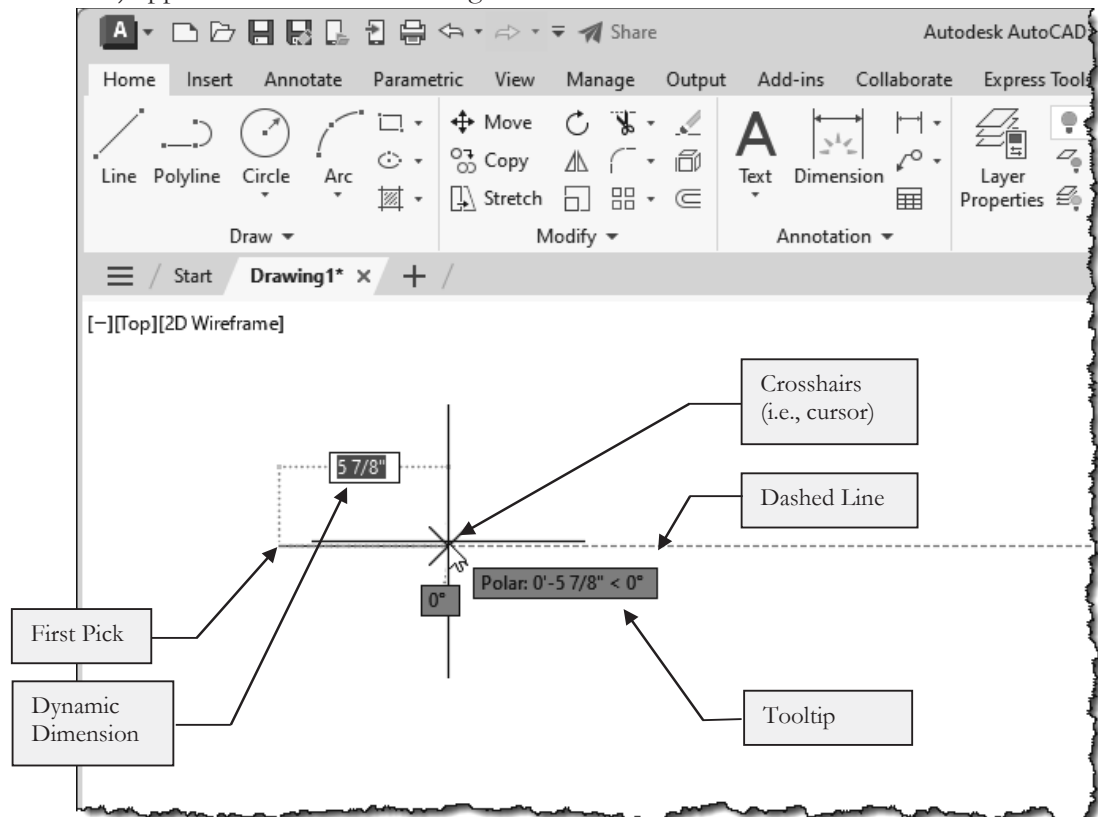 A Share Autodesk AutoCAD
Home Insert Annotate Parametric View Manage Output Add-ins Collaborate Express Tools
Move
Copy
Stretch
Line Polyline Circle Arc
A
Text Dimension
Layer
Properties
Draw Modify Annotation
Start Drawing1* +
[−][Top][2D Wireframe]
Crosshairs
(i.e., cursor)
5 7/8"
Dashed Line
Polar: 0'-5 7/8" < 0°
0°
First Pick
Dynamic
Dimension
Tooltip